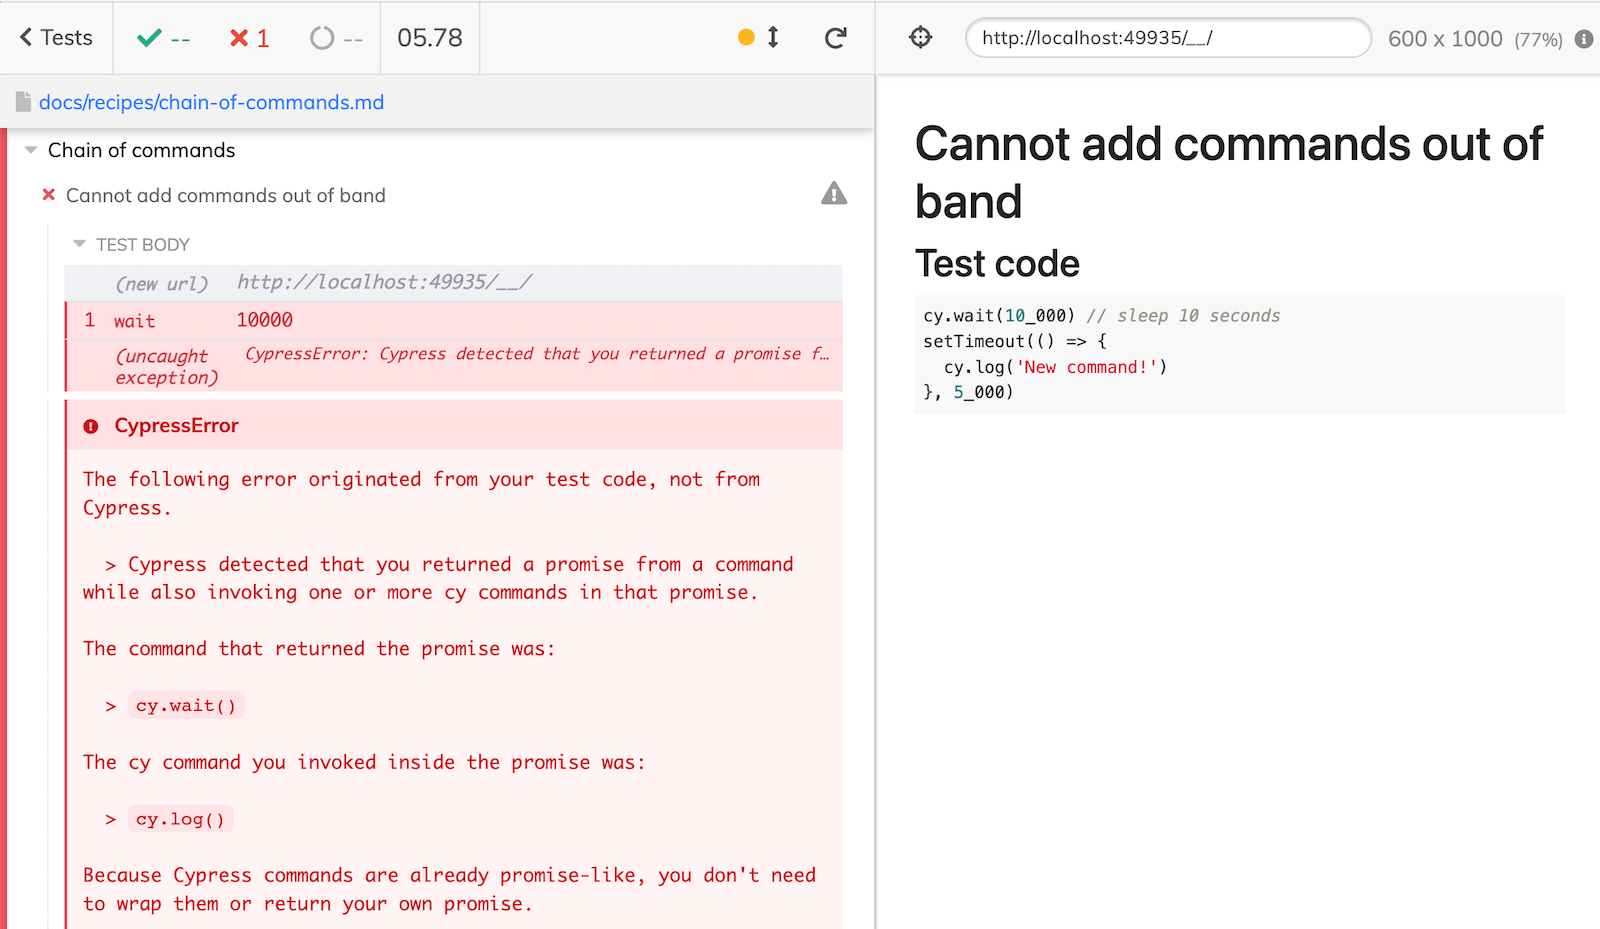 Tests
--
1
--
05.78
http://localhost:49935/__/
600 x 1000 (77%)
docs/recipes/chain-of-commands.md
Chain of commands
Cannot add commands out of band
TEST BODY
(new url) http://localhost:49935/__/
1 wait 10000
(uncaught exception) CypressError: Cypress detected that you returned a promise f…
CypressError
The following error originated from your test code, not from
Cypress.
> Cypress detected that you returned a promise from a command
while also invoking one or more cy commands in that promise.
The command that returned the promise was:
> cy.wait()
The cy command you invoked inside the promise was:
> cy.log()
Because Cypress commands are already promise-like, you don't need
to wrap them or return your own promise.
Cannot add commands out of
band
Test code
cy.wait(10_000) // sleep 10 seconds
setTimeout(() => {
  cy.log('New command!')
}, 5_000)